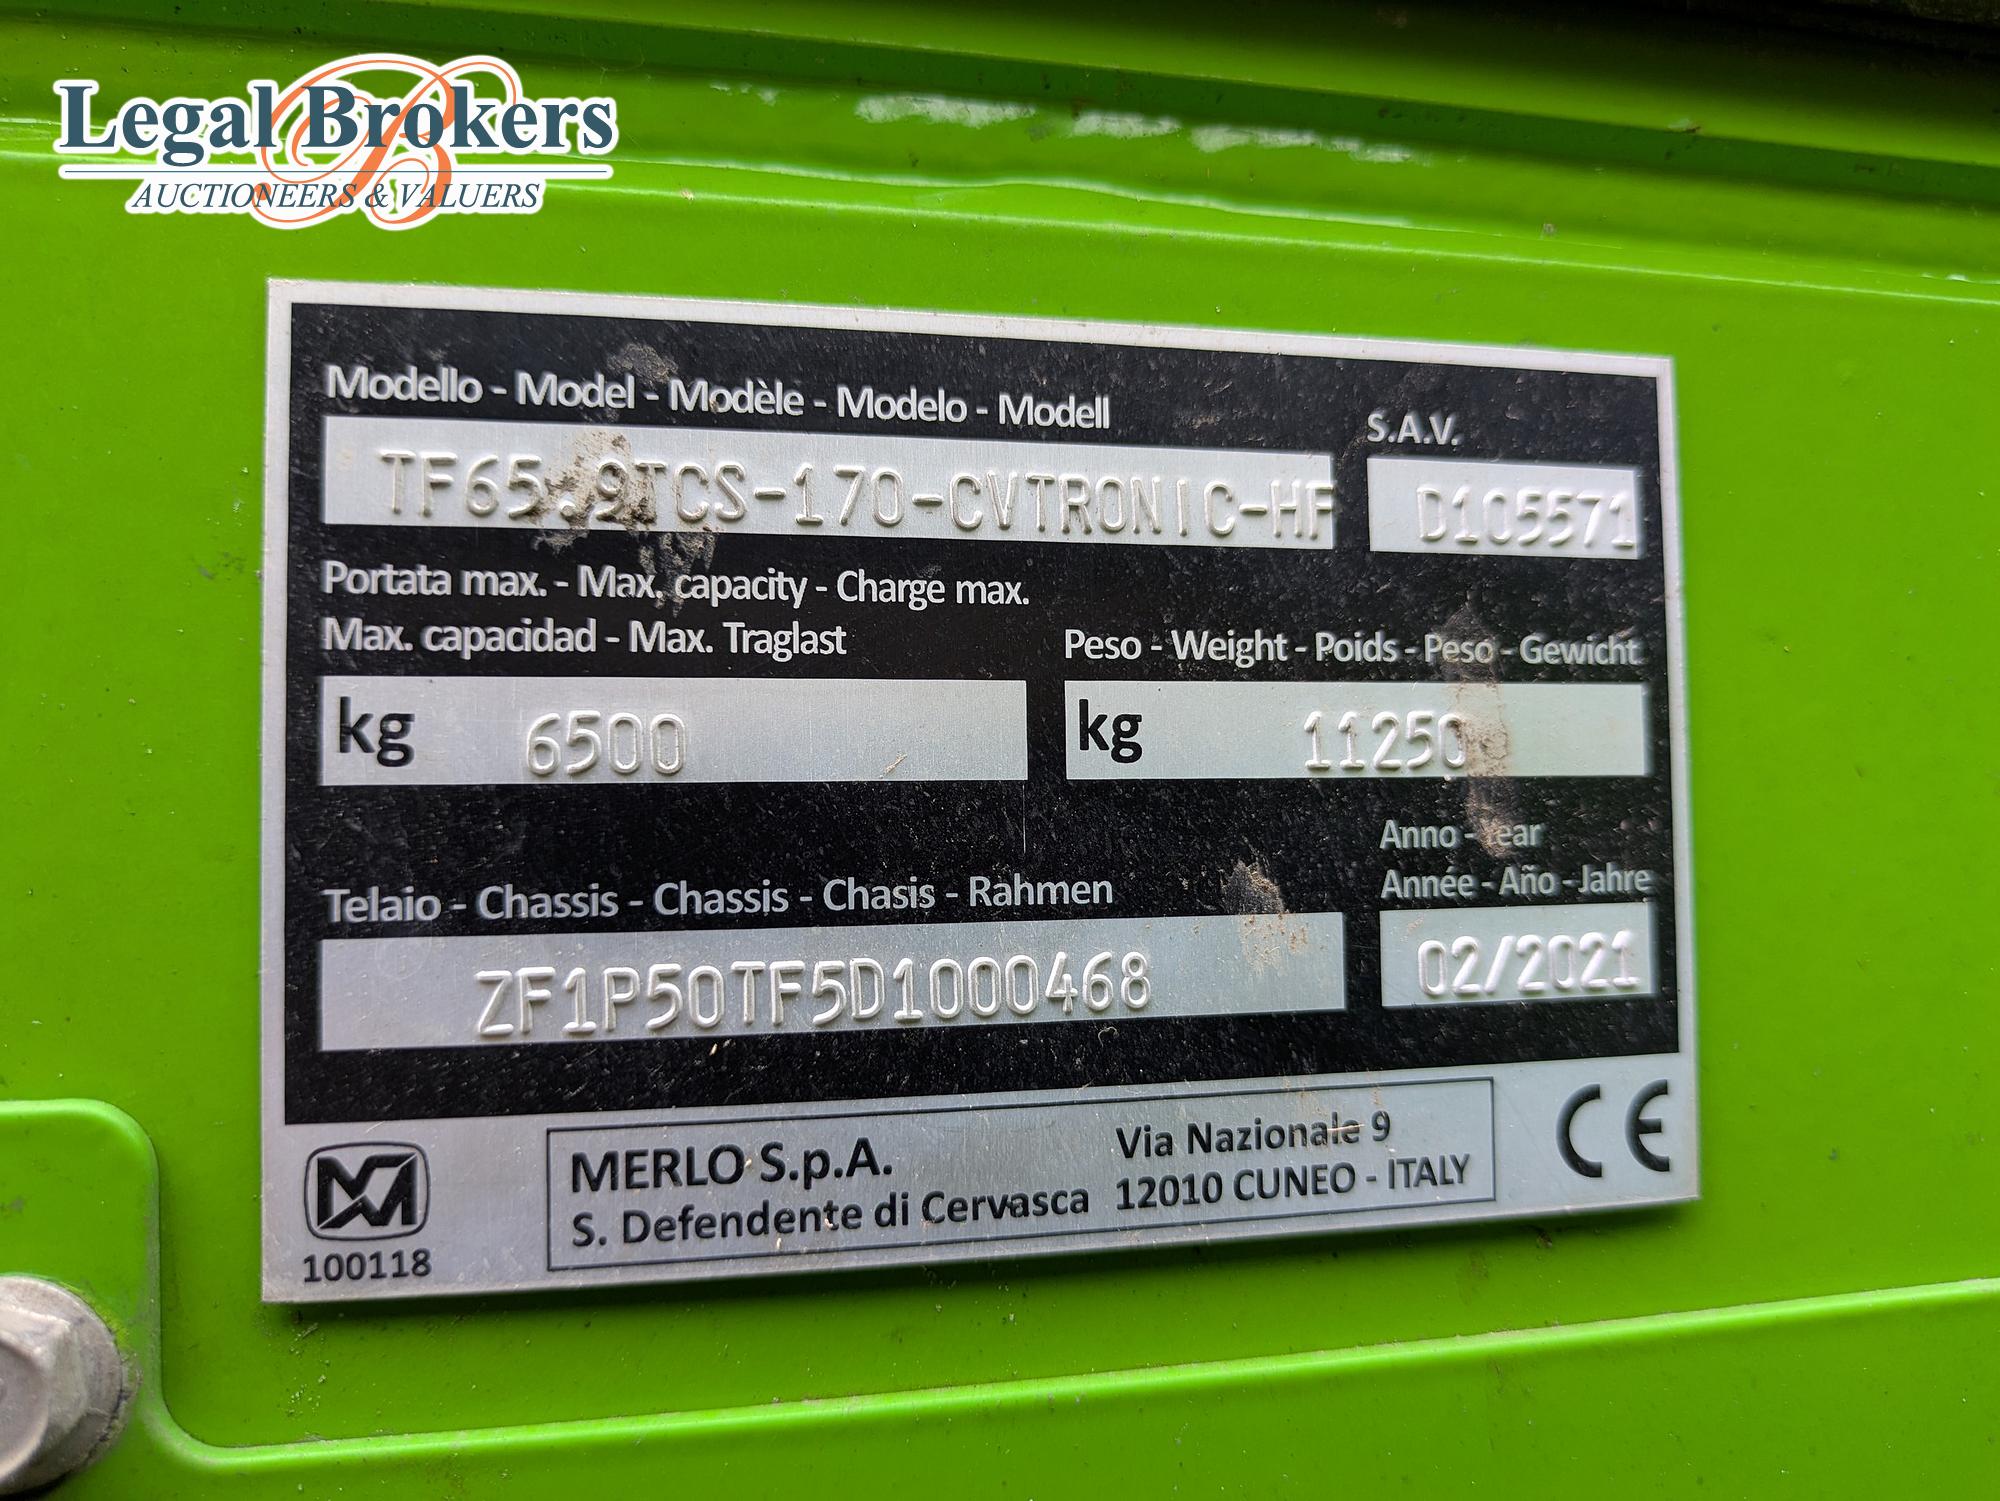 Legal Brokers
AUCTIONEERS & VALUERS
Modello - Model - Modèle - Modelo - Modell
S.A.V.
TF65.9TCS-170-CVTRONIC-HF
D105571
Portata max. - Max. capacity - Charge max.
Max. capacidad - Max. Traglast
Peso - Weight - Poids - Peso - Gewicht
kg 6500
kg 11250
Anno - Year
Année - Año - Jahre
Telaio - Chassis - Chassis - Chasis - Rahmen
ZF1P50TF5D1000468
02/2021
MERLO S.p.A.
S. Defendente di Cervasca
Via Nazionale 9
12010 CUNEO - ITALY
CE
100118